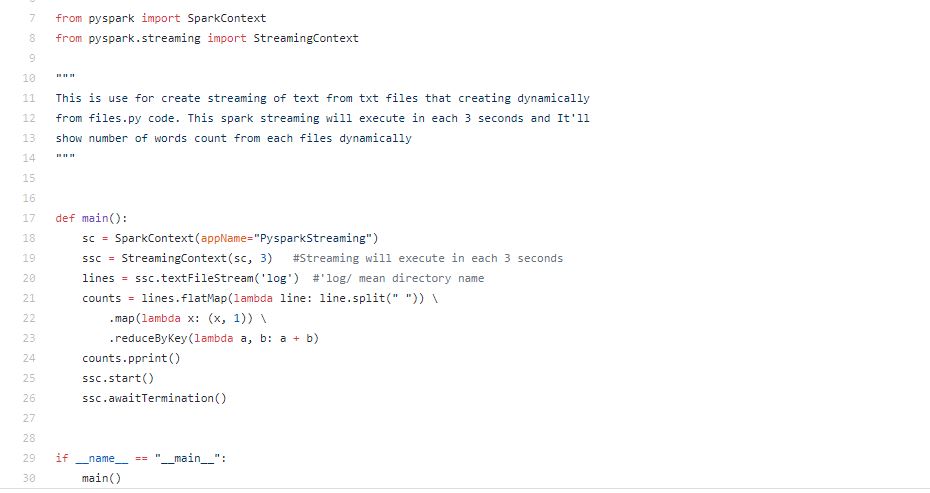 7 from pyspark import SparkContext
8 from pyspark.streaming import StreamingContext
9
10 """
11 This is use for create streaming of text from txt files that creating dynamically
12 from files.py code. This spark streaming will execute in each 3 seconds and It'll
13 show number of words count from each files dynamically
14 """
15
16
17 def main():
18     sc = SparkContext(appName="PysparkStreaming")
19     ssc = StreamingContext(sc, 3)   #Streaming will execute in each 3 seconds
20     lines = ssc.textFileStream('log')  #'log/ mean directory name
21     counts = lines.flatMap(lambda line: line.split(" ")) \
22         .map(lambda x: (x, 1)) \
23         .reduceByKey(lambda a, b: a + b)
24     counts.pprint()
25     ssc.start()
26     ssc.awaitTermination()
27
28
29 if __name__ == "__main__":
30     main()